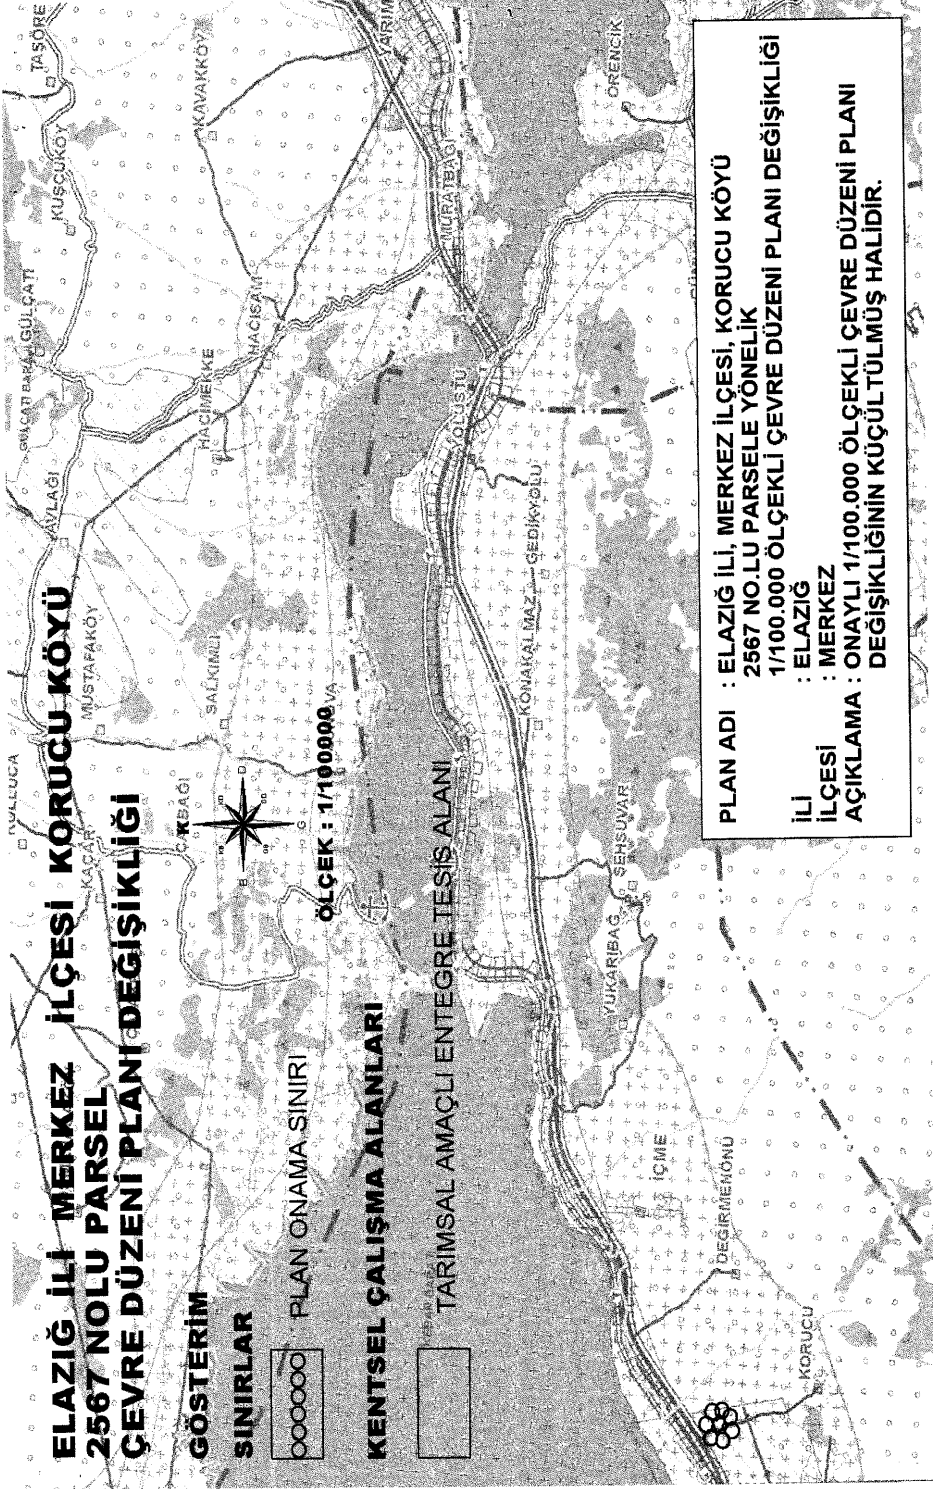 ELAZIĞ İLİ MERKEZ İLÇESİ KORUCU KÖYÜ
2567 NOLU PARSEL
ÇEVRE DÜZENİ PLANI DEĞİŞİKLİĞİ
GÖSTERİM
SINIRLAR
PLAN ONAMA SINIRI
KENTSEL ÇALIŞMA ALANLARI
TARIMSAL AMAÇLI ENTEGRE TESİS ALANI
K
B
D
G
ÖLÇEK : 1/100000
KUŞÇUKÖY
KAVAKKÖY
GÜLÇATI
HACISAM
HACIMERKE
MUSTAFAKÖY
SALKIMLI
KAÇAR
MURATBAĞI
ÖRENCİK
YOLÜSTÜ
GEDİKYOLU
KONAKALMAZ
ŞEHSUVAR
YUKARIBAĞ
İÇME
DEĞİRMENÖNÜ
KORUCU
PLAN ADI : ELAZIĞ İLİ, MERKEZ İLÇESİ, KORUCU KÖYÜ
2567 NO.LU PARSELE YÖNELİK
1/100.000 ÖLÇEKLİ ÇEVRE DÜZENİ PLANI DEĞİŞİKLİĞİ
İLİ : ELAZIĞ
İLÇESİ : MERKEZ
AÇIKLAMA : ONAYLI 1/100.000 ÖLÇEKLİ ÇEVRE DÜZENİ PLANI
DEĞİŞİKLİĞİNİN KÜÇÜLTÜLMÜŞ HALİDİR.